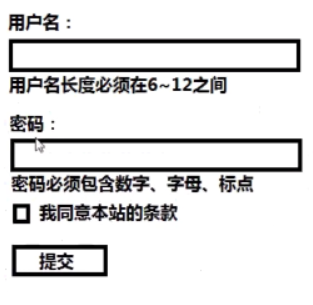 用户名：
用户名长度必须在6~12之间
密码：
密码必须包含数字、字母、标点
我同意本站的条款
提交